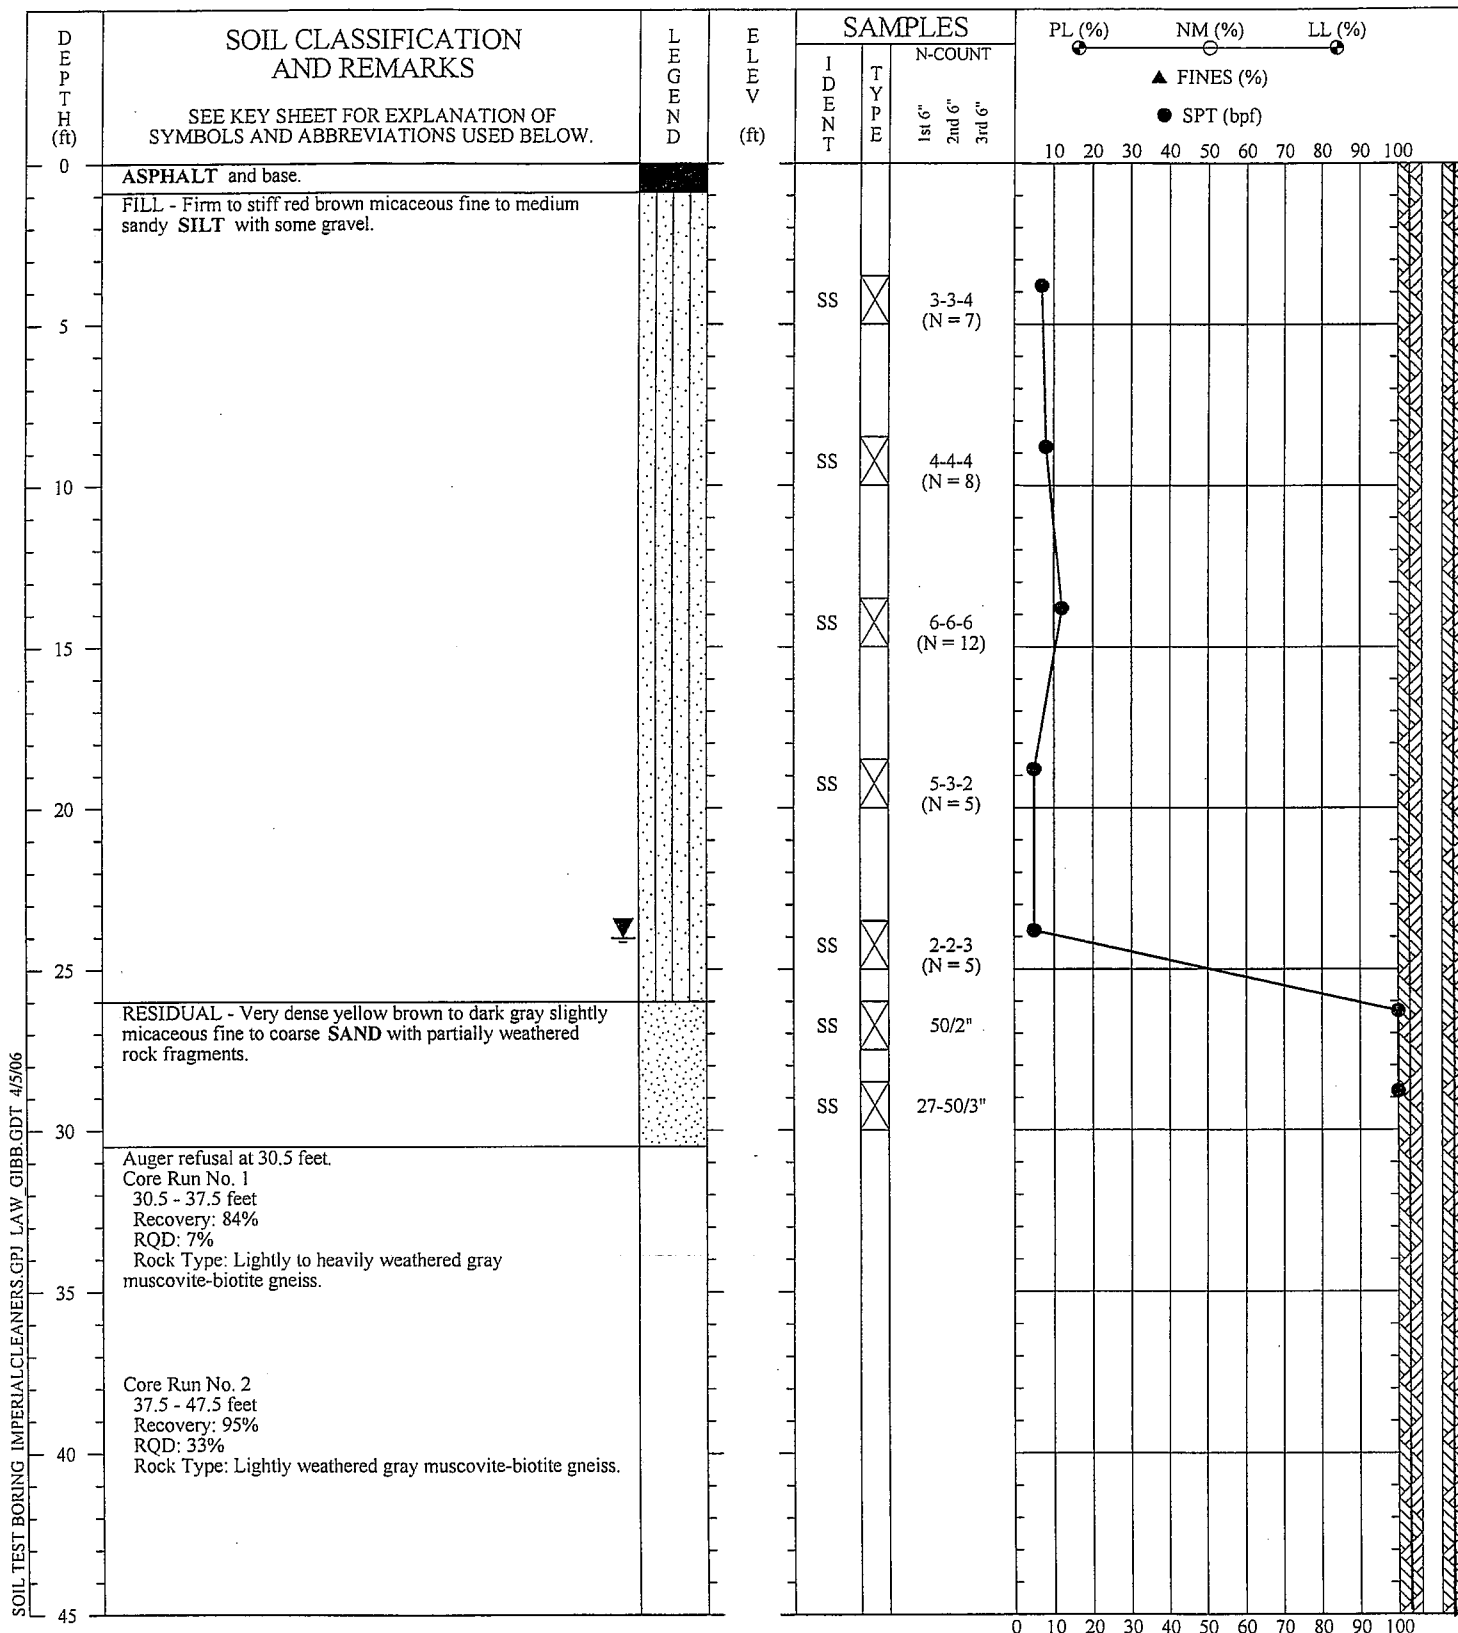 DEPTH (ft)
SOIL CLASSIFICATION
AND REMARKS
SEE KEY SHEET FOR EXPLANATION OF
SYMBOLS AND ABBREVIATIONS USED BELOW.
LEGEND
ELEV (ft)
SAMPLES
IDENT
TYPE
N-COUNT
1st 6"
2nd 6"
3rd 6"
PL (%) NM (%) LL (%)
▲ FINES (%)
● SPT (bpf)
10 20 30 40 50 60 70 80 90 100
0
ASPHALT and base.
FILL - Firm to stiff red brown micaceous fine to medium
sandy SILT with some gravel.
SS 3-3-4
(N = 7)
5
SS 4-4-4
(N = 8)
10
SS 6-6-6
(N = 12)
15
SS 5-3-2
(N = 5)
20
SS 2-2-3
(N = 5)
25
RESIDUAL - Very dense yellow brown to dark gray slightly
micaceous fine to coarse SAND with partially weathered
rock fragments.
SS 50/2"
SS 27-50/3"
30
Auger refusal at 30.5 feet.
Core Run No. 1
30.5 - 37.5 feet
Recovery: 84%
RQD: 7%
Rock Type: Lightly to heavily weathered gray
muscovite-biotite gneiss.
35
Core Run No. 2
37.5 - 47.5 feet
Recovery: 95%
RQD: 33%
Rock Type: Lightly weathered gray muscovite-biotite gneiss.
40
45
0 10 20 30 40 50 60 70 80 90 100
SOIL TEST BORING IMPERIALCLEANERS.GPJ LAW_GIBB.GDT 4/5/06